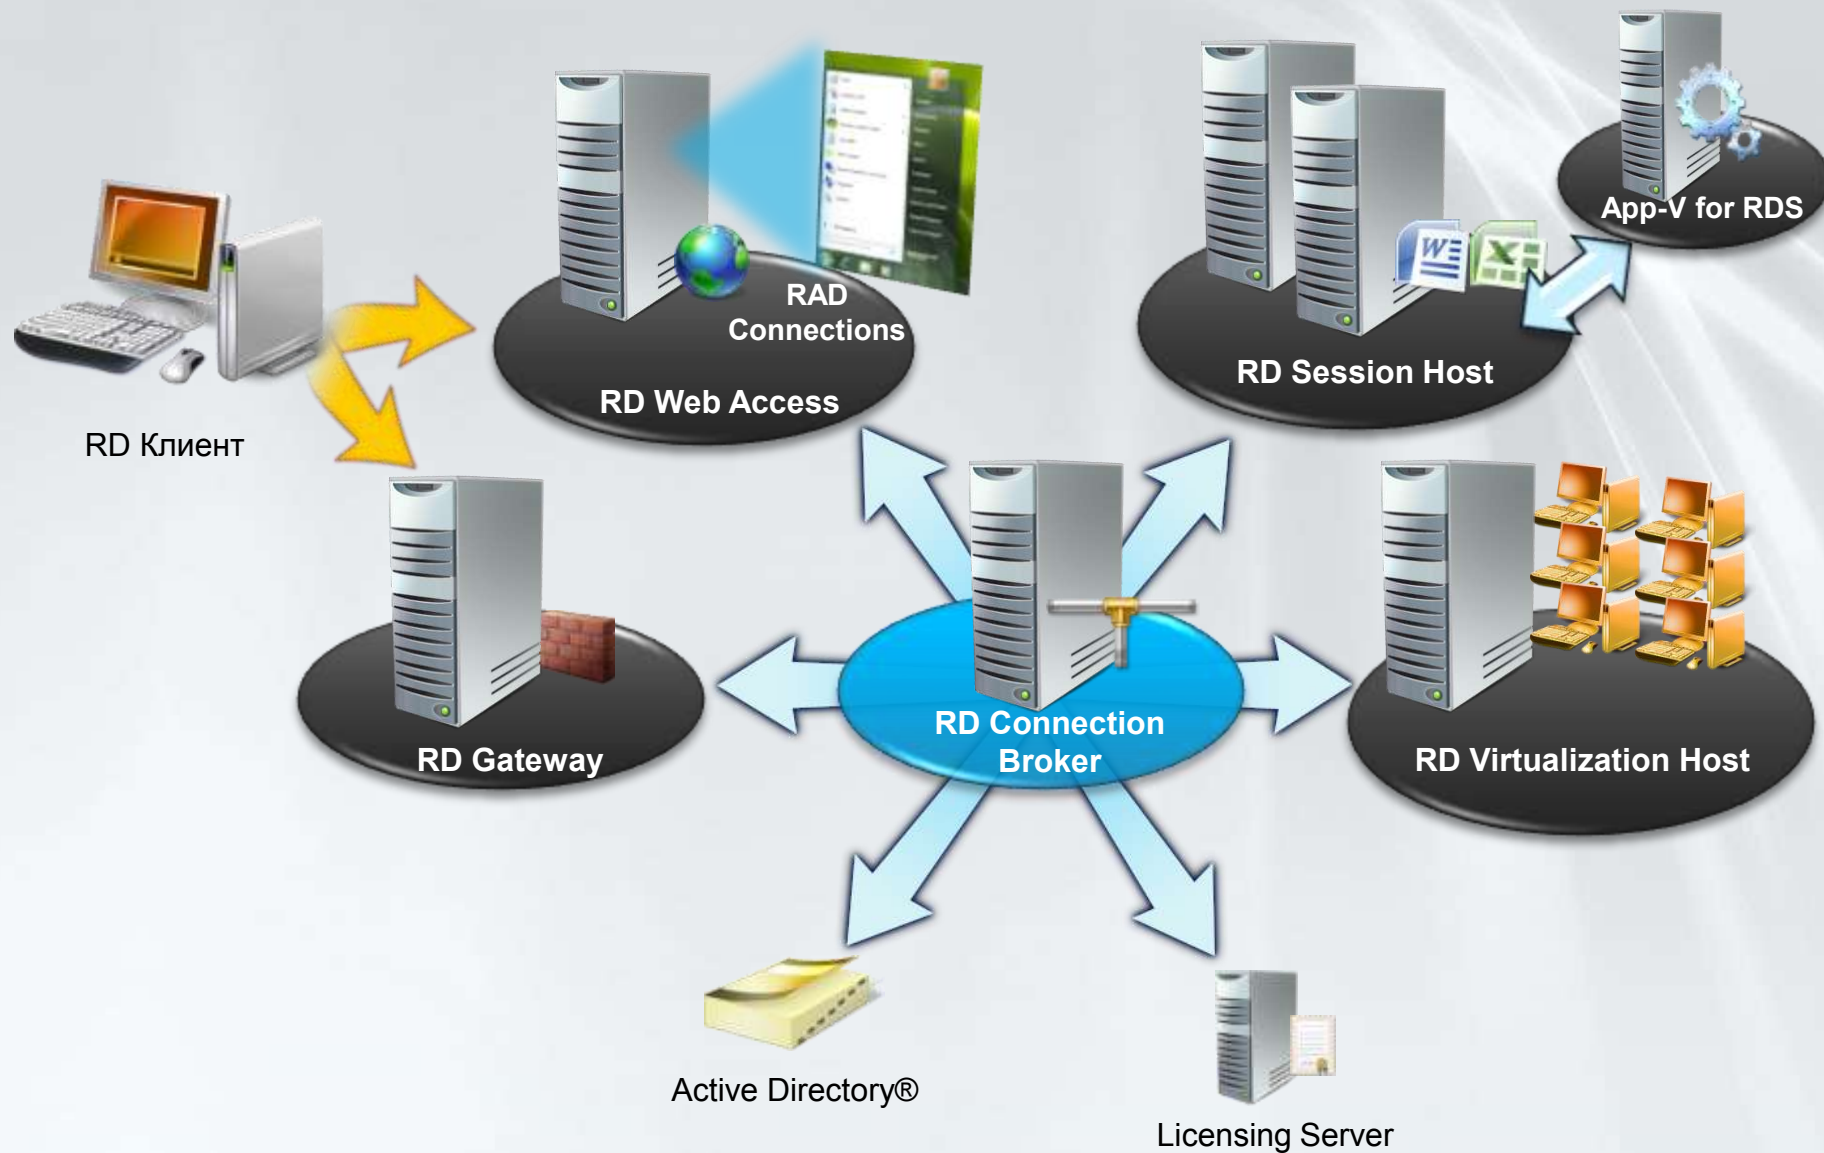 App-V for RDS
RAD
Connections
RD Web Access
RD Session Host
W
X
RD Клиент
RD Gateway
RD Connection
Broker
RD Virtualization Host
Active Directory®
Licensing Server